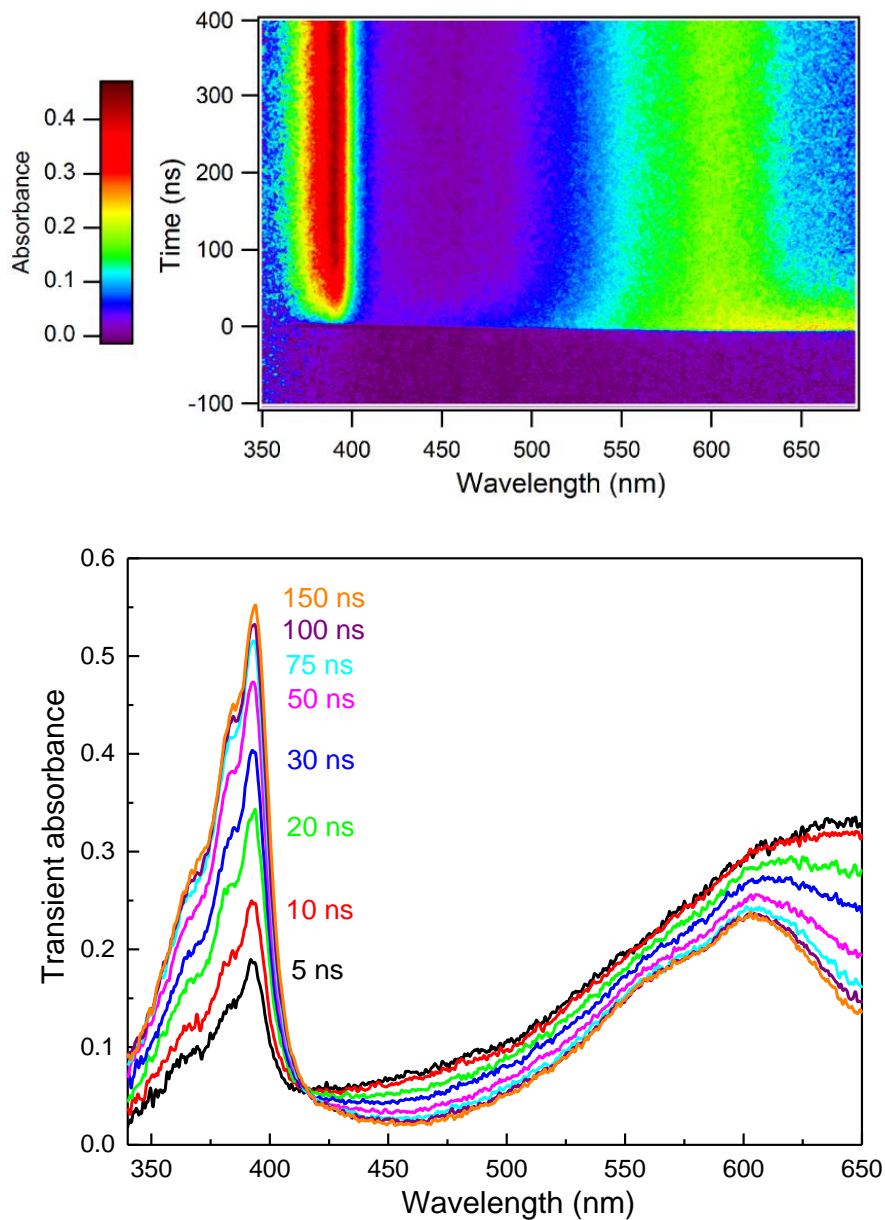 400
300
200
100
0
-100
Time (ns)
0.4
0.3
0.2
0.1
0.0
Absorbance
350 400 450 500 550 600 650
Wavelength (nm)
0.6
0.5
0.4
0.3
0.2
0.1
0.0
Transient absorbance
150 ns
100 ns
75 ns
50 ns
30 ns
20 ns
10 ns
5 ns
350 400 450 500 550 600 650
Wavelength (nm)